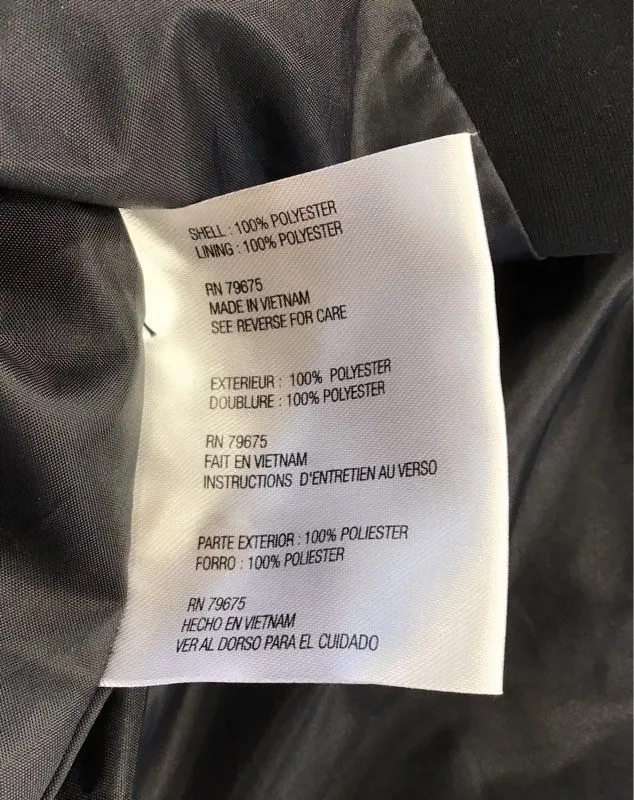 SHELL : 100% POLYESTER
LINING : 100% POLYESTER
RN 79675
MADE IN VIETNAM
SEE REVERSE FOR CARE
EXTERIEUR : 100% POLYESTER
DOUBLURE : 100% POLYESTER
RN 79675
FAIT EN VIETNAM
INSTRUCTIONS D'ENTRETIEN AU VERSO
PARTE EXTERIOR : 100% POLIESTER
FORRO : 100% POLIESTER
RN 79675
HECHO EN VIETNAM
VER AL DORSO PARA EL CUIDADO